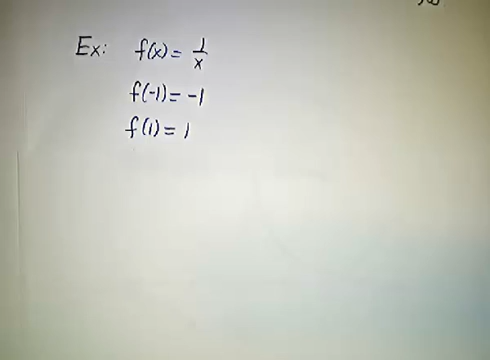 Ex: f(x) = 1/x
f(-1) = -1
f(1) = 1